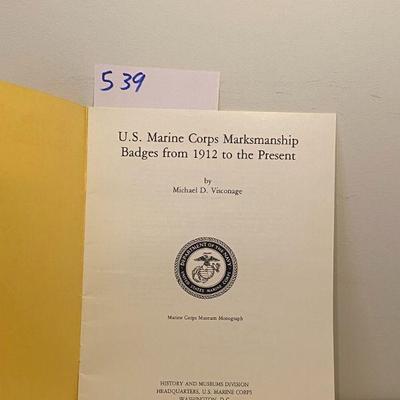 539
U.S. Marine Corps Marksmanship
Badges from 1912 to the Present
by
Michael D. Visconage
DEPARTMENT OF THE NAVY
UNITED STATES MARINE CORPS
Marine Corps Museum Monograph
HISTORY AND MUSEUMS DIVISION
HEADQUARTERS, U.S. MARINE CORPS
WASHINGTON, D.C.